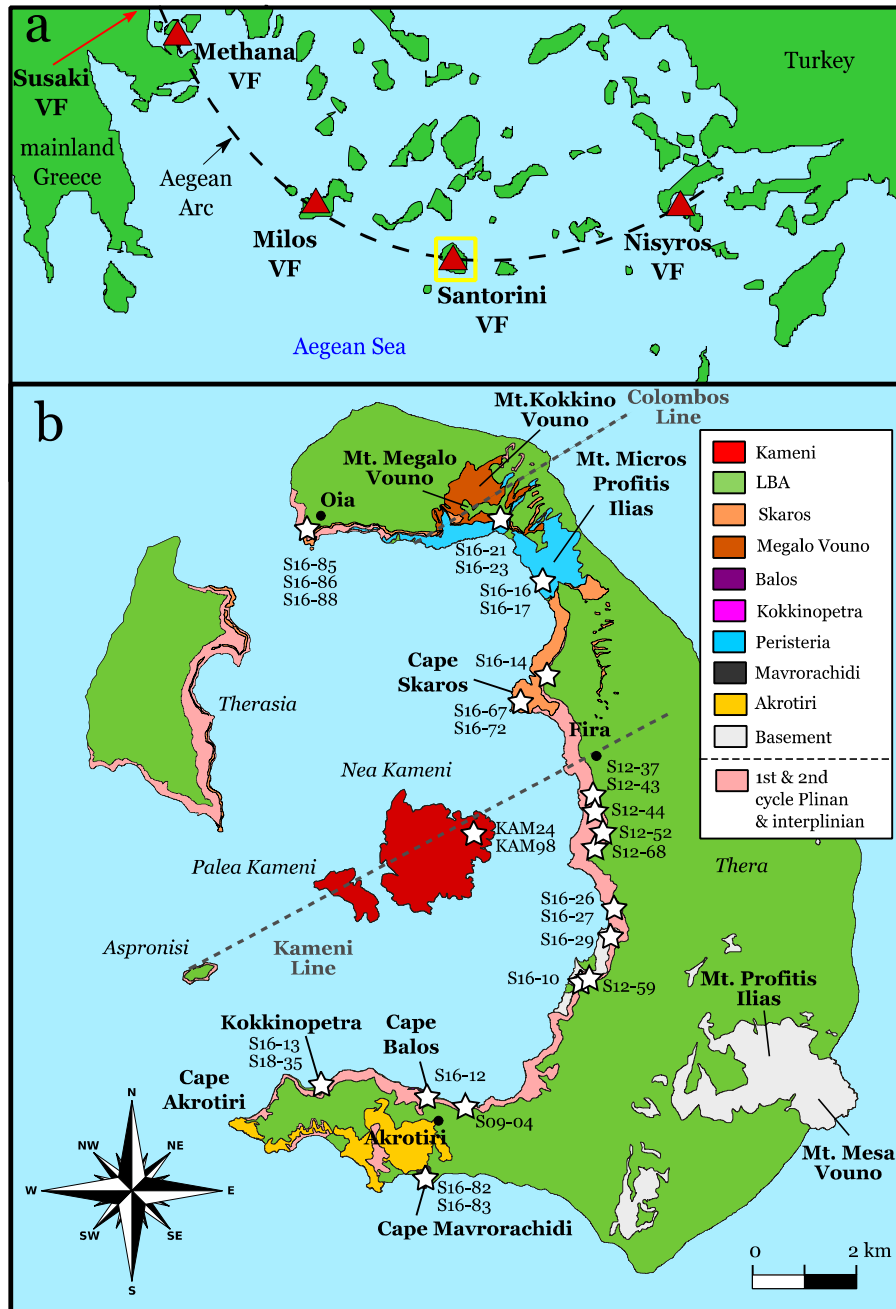 a
Methana
VF
Susaki
VF
mainland
Greece
Aegean
Arc
Turkey
Milos
VF
Santorini
VF
Nisyros
VF
Aegean Sea
b
Mt.Kokkino
Vouno
Colombos
Line
Mt. Megalo
Vouno
Mt. Micros
Profitis
Ilias
Oia
S16-85
S16-86
S16-88
S16-21
S16-23
S16-16
S16-17
Kameni
LBA
Skaros
Megalo Vouno
Balos
Kokkinopetra
Peristeria
Mavrorachidi
Akrotiri
Basement
1st & 2nd
cycle Plinan
& interplinian
Therasia
Cape
Skaros
S16-14
S16-67
S16-72
Fira
Nea Kameni
S12-37
S12-43
S12-44
S12-52
S12-68
KAM24
KAM98
Thera
Palea Kameni
S16-26
S16-27
S16-29
Aspronisi
Kameni
Line
S16-10
S12-59
Mt. Profitis
Ilias
Kokkinopetra
S16-13
S18-35
Cape
Balos
S16-12
Cape
Akrotiri
S09-04
Akrotiri
Mt. Mesa
Vouno
S16-82
S16-83
Cape Mavrorachidi
N
NW
NE
W
E
SW
SE
S
0
2 km